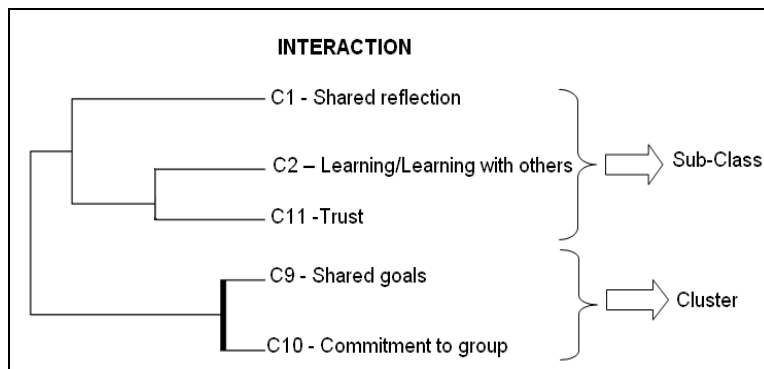 INTERACTION
C1 - Shared reflection
C2 – Learning/Learning with others
C11 -Trust
Sub-Class
C9 - Shared goals
C10 - Commitment to group
Cluster